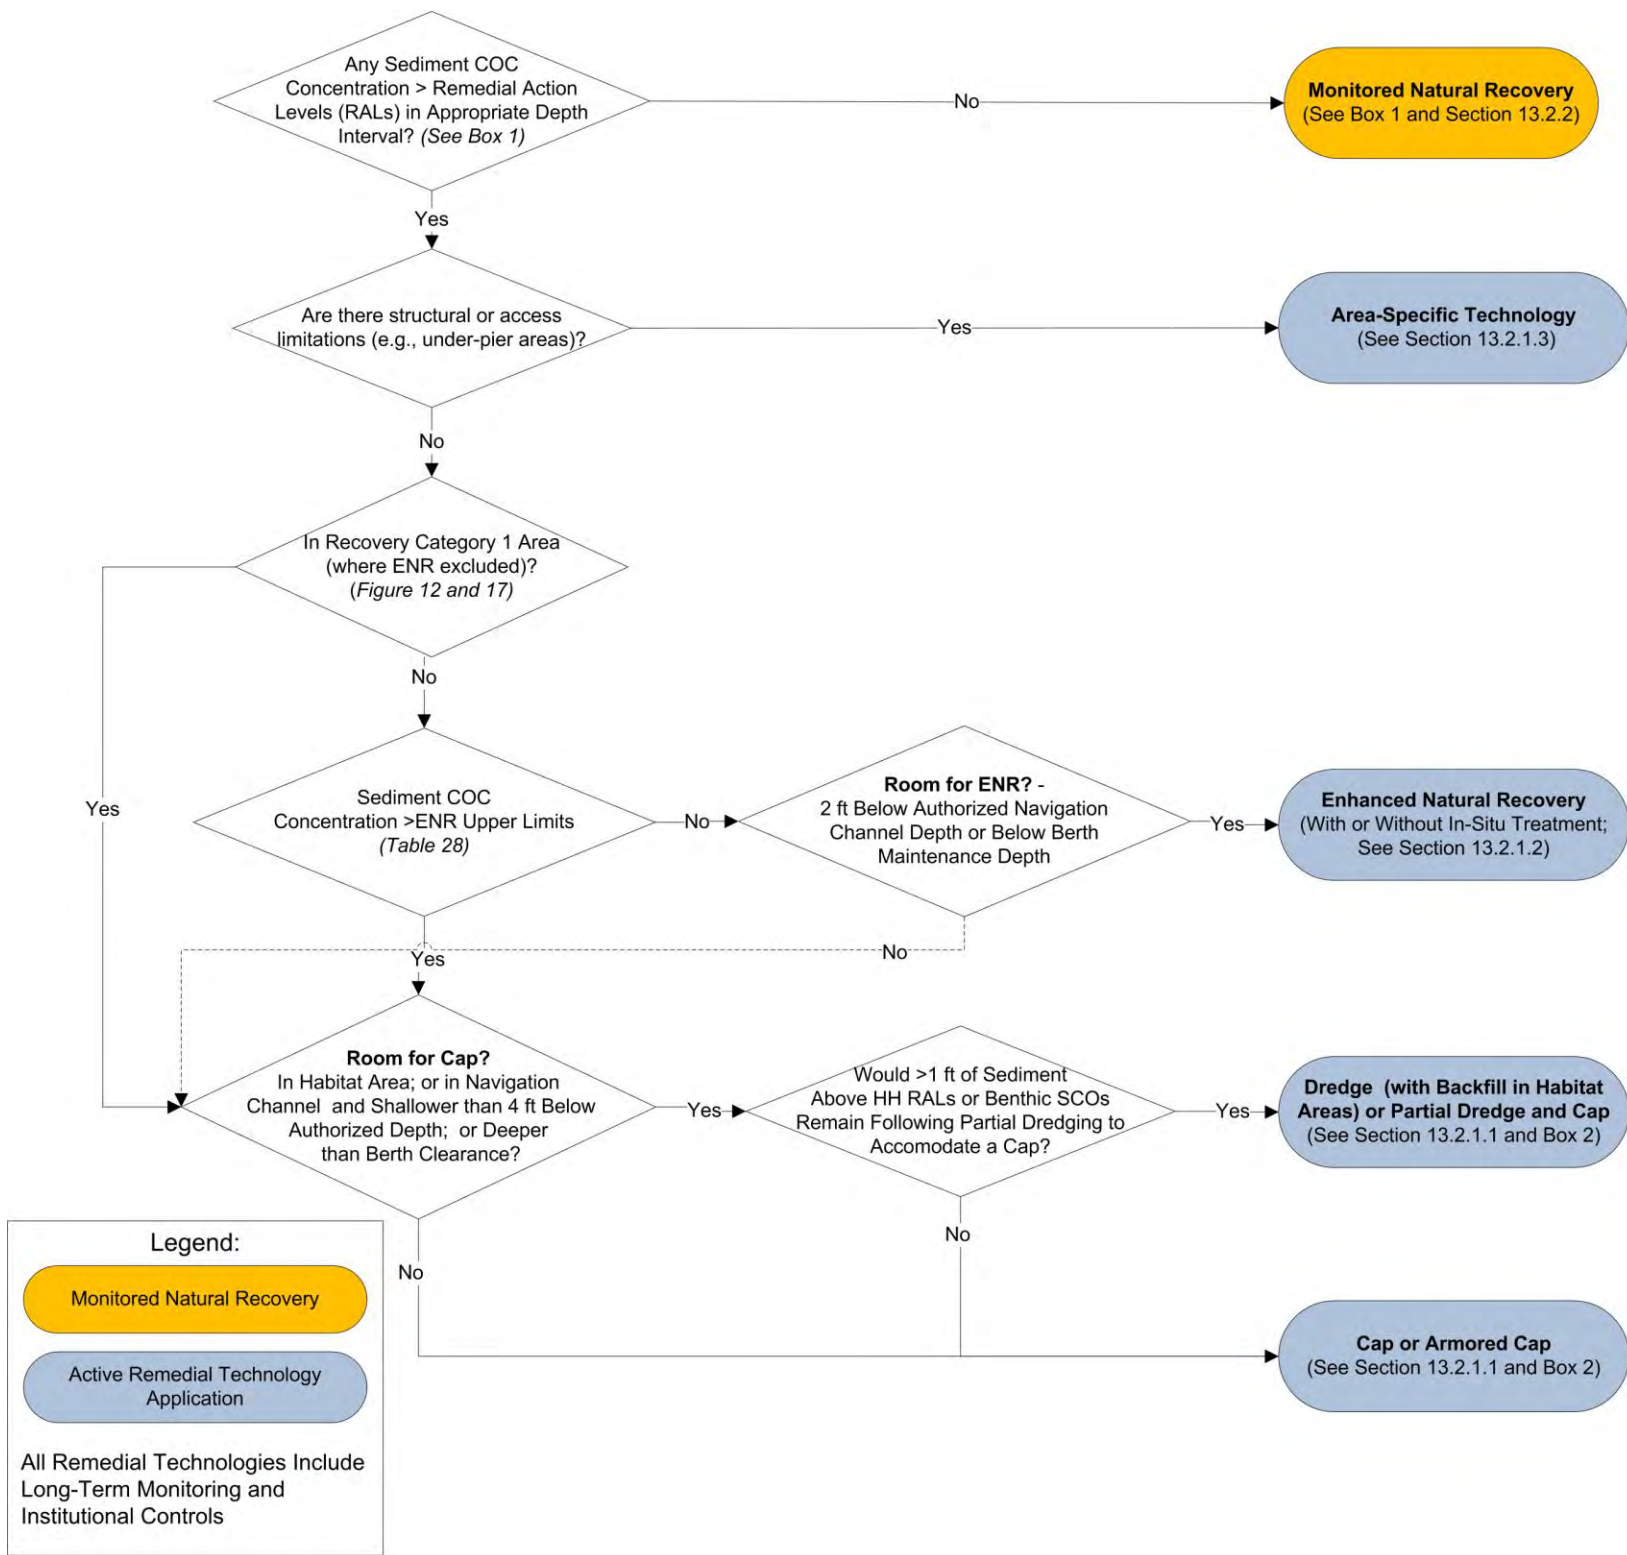 Any Sediment COC
Concentration > Remedial Action
Levels (RALs) in Appropriate Depth
Interval? (See Box 1)
No
Monitored Natural Recovery
(See Box 1 and Section 13.2.2)
Yes
Are there structural or access
limitations (e.g., under-pier areas)?
Yes
Area-Specific Technology
(See Section 13.2.1.3)
No
In Recovery Category 1 Area
(where ENR excluded)?
(Figure 12 and 17)
Yes
No
Sediment COC
Concentration >ENR Upper Limits
(Table 28)
No
Room for ENR? -
2 ft Below Authorized Navigation
Channel Depth or Below Berth
Maintenance Depth
Yes
Enhanced Natural Recovery
(With or Without In-Situ Treatment;
See Section 13.2.1.2)
Yes
No
Room for Cap?
In Habitat Area; or in Navigation
Channel and Shallower than 4 ft Below
Authorized Depth; or Deeper
than Berth Clearance?
Yes
Would >1 ft of Sediment
Above HH RALs or Benthic SCOs
Remain Following Partial Dredging to
Accomodate a Cap?
Yes
Dredge (with Backfill in Habitat
Areas) or Partial Dredge and Cap
(See Section 13.2.1.1 and Box 2)
No
No
Cap or Armored Cap
(See Section 13.2.1.1 and Box 2)
Legend:
Monitored Natural Recovery
Active Remedial Technology
Application
All Remedial Technologies Include
Long-Term Monitoring and
Institutional Controls